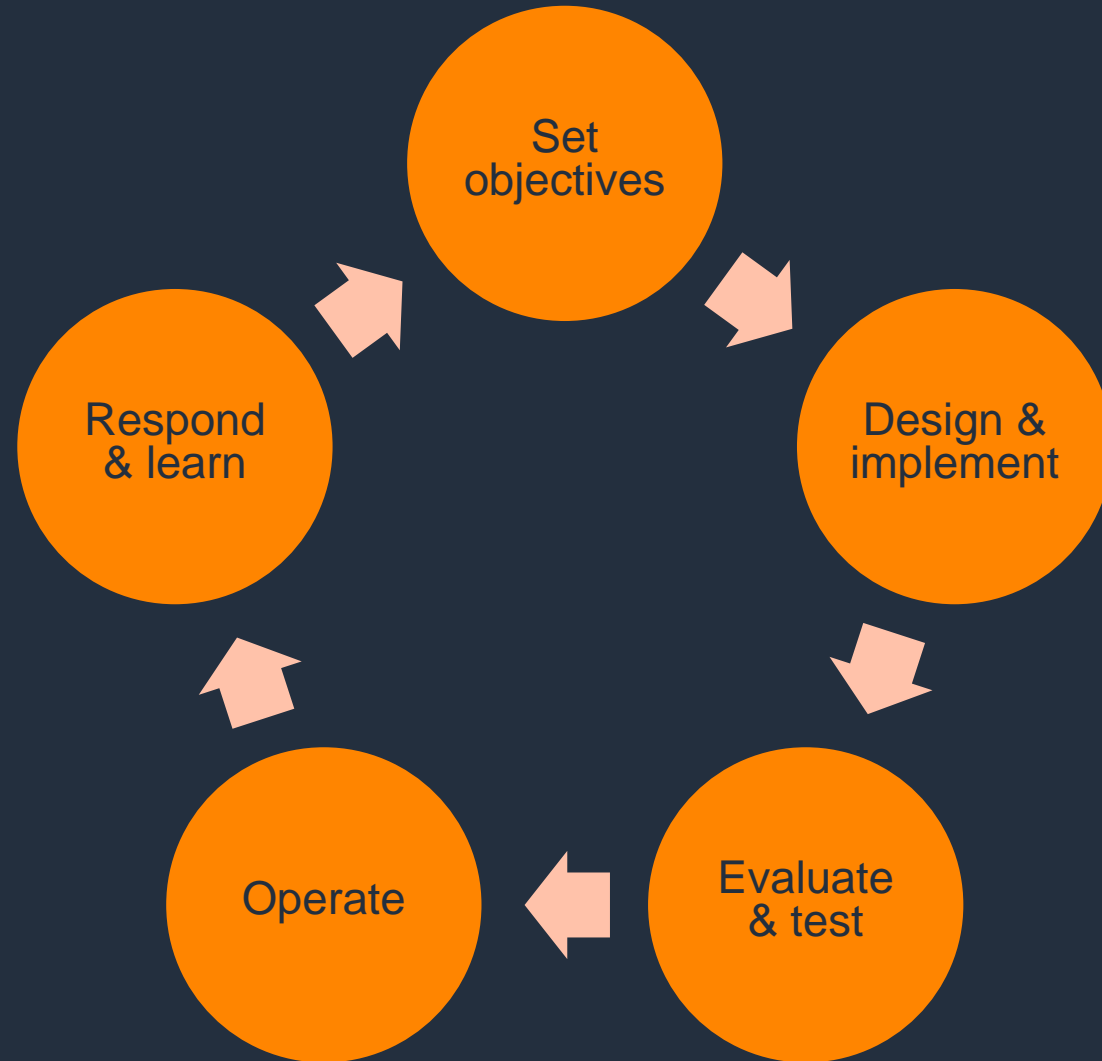 Set
objectives
Design &
implement
Evaluate
& test
Operate
Respond
& learn